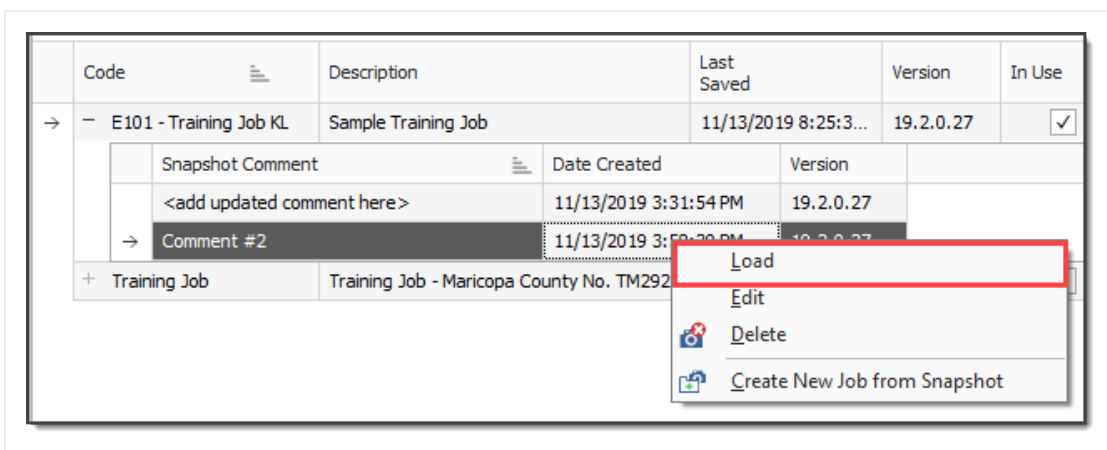 Code Description Last Saved Version In Use
E101 - Training Job KL Sample Training Job 11/13/2019 8:25:3... 19.2.0.27
Snapshot Comment Date Created Version
<add updated comment here> 11/13/2019 3:31:54 PM 19.2.0.27
Comment #2 11/13/2019
Training Job Training Job - Maricopa County No. TM292
Load
Edit
Delete
Create New Job from Snapshot